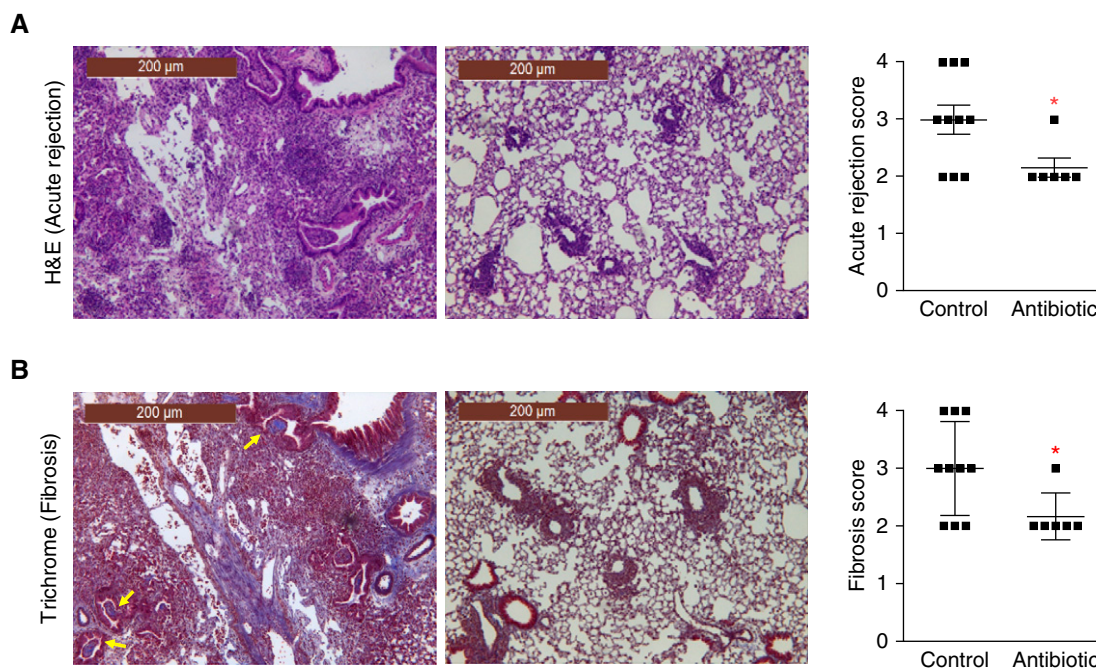 A
H&E (Acute rejection)
200 µm
200 µm
Acute rejection score
4
3
2
1
0
*
Control
Antibiotic
B
Trichrome (Fibrosis)
200 µm
200 µm
Fibrosis score
4
3
2
1
0
*
Control
Antibiotic